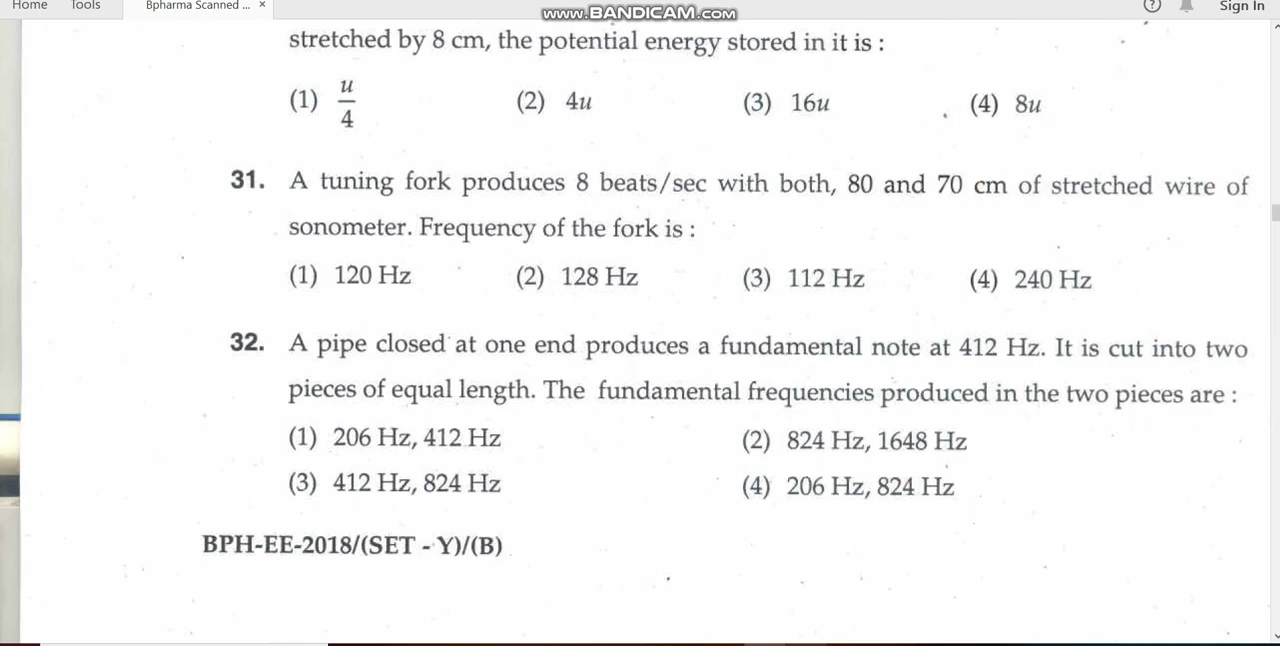 Home Tools Bpharma Scanned ... × ? Sign In
www.BANDICAM.com
stretched by 8 cm, the potential energy stored in it is :
(1) u/4 (2) 4u (3) 16u (4) 8u
31. A tuning fork produces 8 beats/sec with both, 80 and 70 cm of stretched wire of
sonometer. Frequency of the fork is :
(1) 120 Hz (2) 128 Hz (3) 112 Hz (4) 240 Hz
32. A pipe closed at one end produces a fundamental note at 412 Hz. It is cut into two
pieces of equal length. The fundamental frequencies produced in the two pieces are :
(1) 206 Hz, 412 Hz (2) 824 Hz, 1648 Hz
(3) 412 Hz, 824 Hz (4) 206 Hz, 824 Hz
BPH-EE-2018/(SET - Y)/(B)